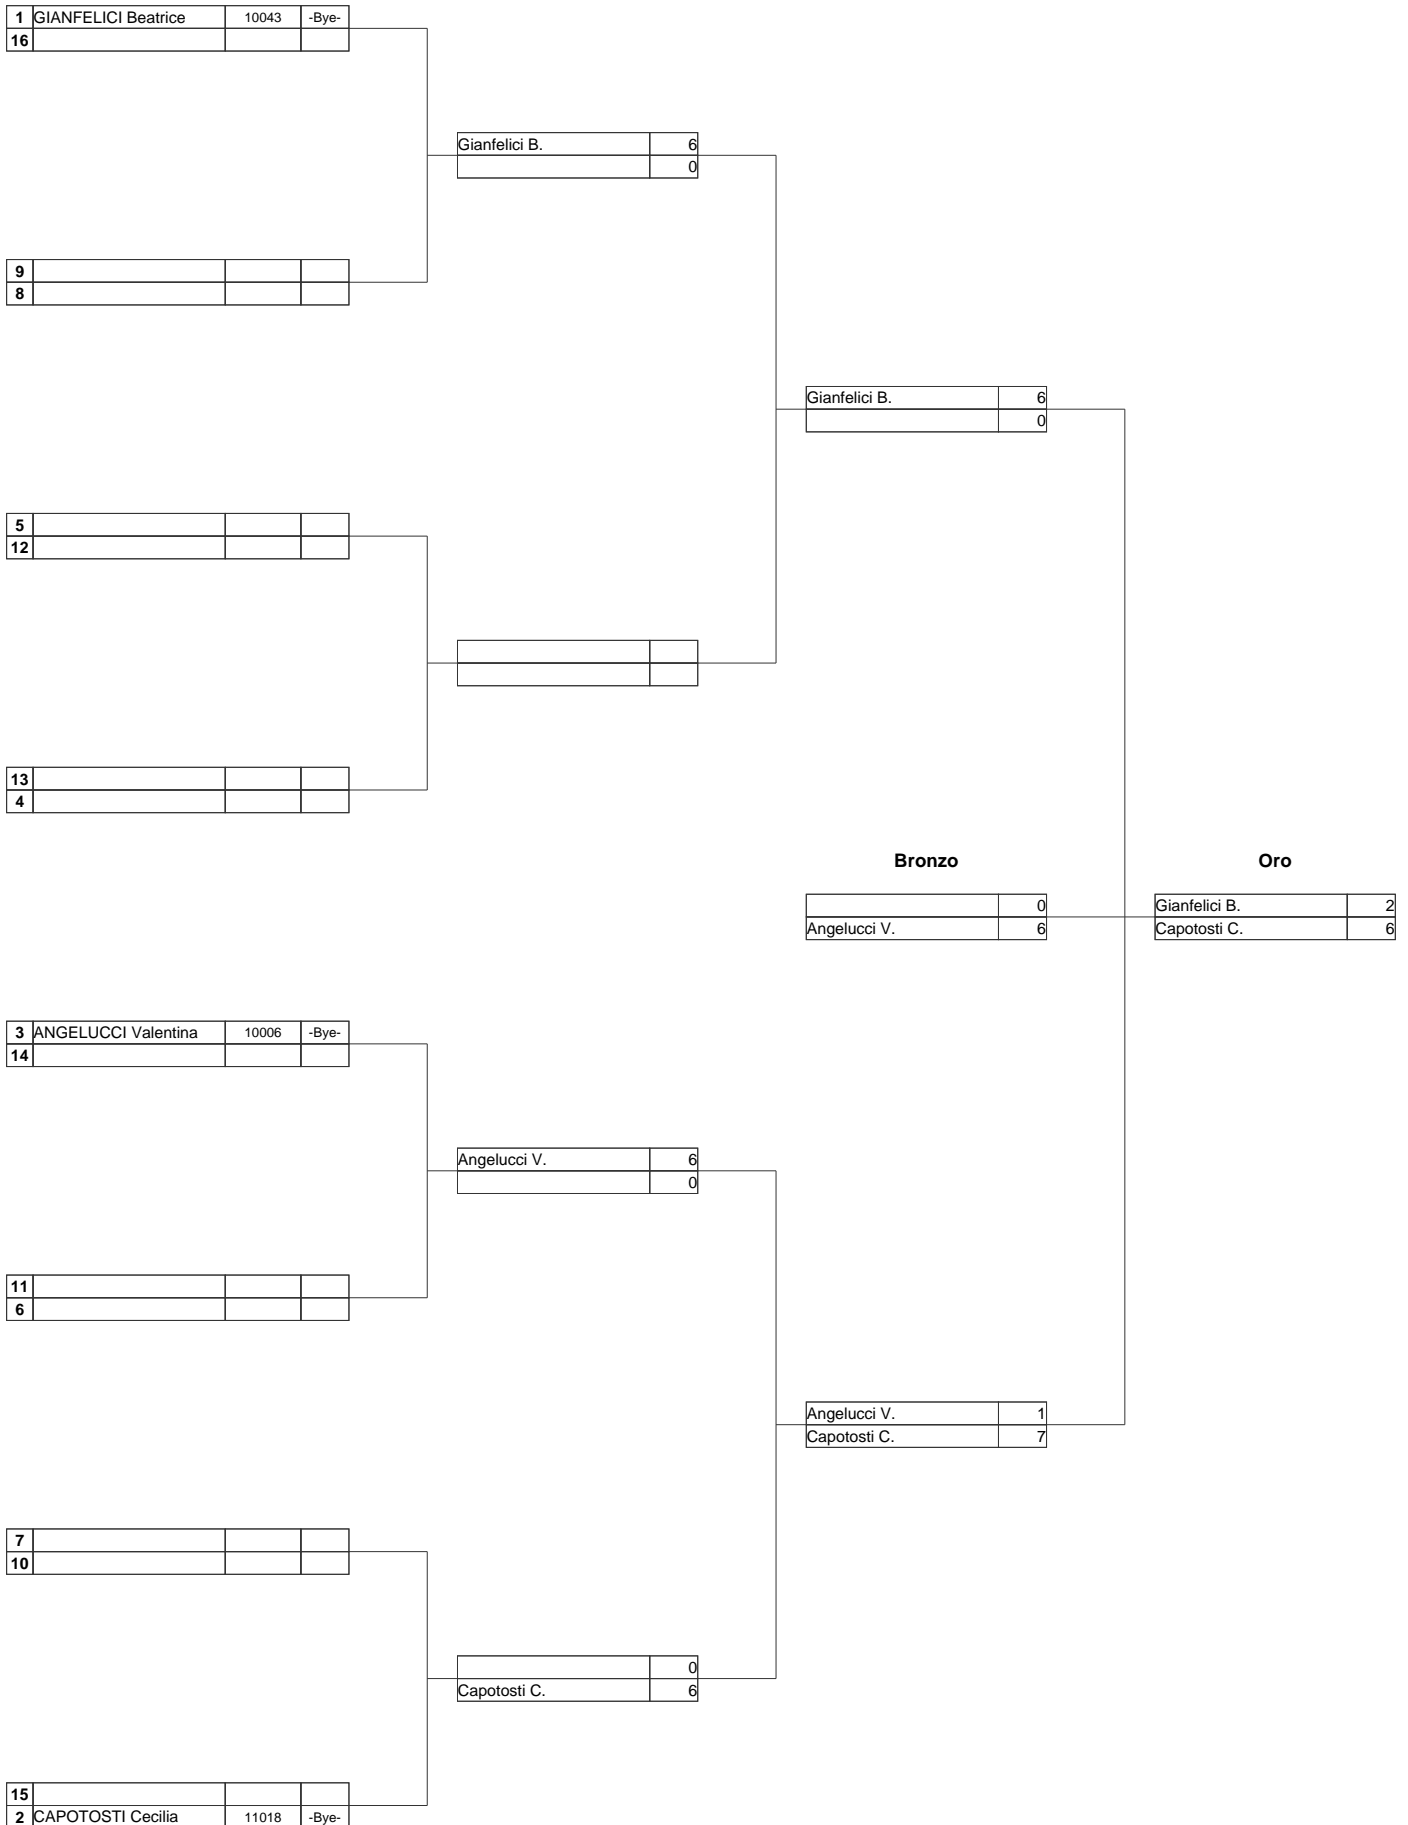 1 GIANFELICI Beatrice 10043 -Bye-
16
Gianfelici B. 6
0
9
8
Gianfelici B. 6
0
5
12
13
4
Bronzo Oro
0 Gianfelici B. 2
Angelucci V. 6 Capotosti C. 6
3 ANGELUCCI Valentina 10006 -Bye-
14
Angelucci V. 6
0
11
6
Angelucci V. 1
Capotosti C. 7
7
10
0
Capotosti C. 6
15
2 CAPOTOSTI Cecilia 11018 -Bye-